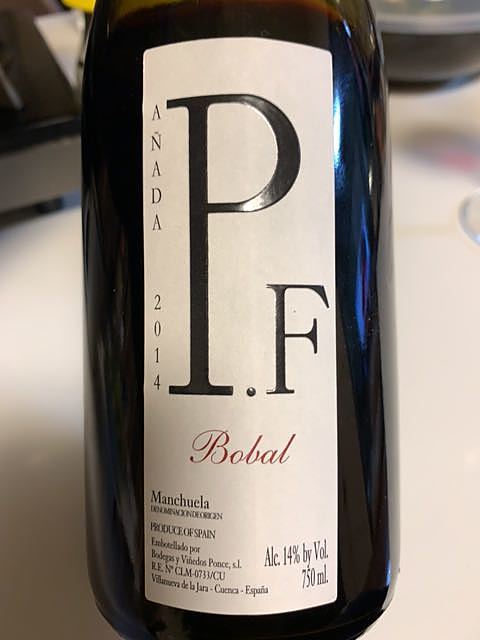 AÑADA 2014
P.F
Bobal
Manchuela
DENOMINACION DE ORIGEN
PRODUCE OF SPAIN
Embotellado por
Bodegas y Viñedos Ponce, s.l.
R.E. Nº CLM-0733/CU
Villanueva de la Jara - Cuenca - España
Alc. 14% by Vol.
750 ml.